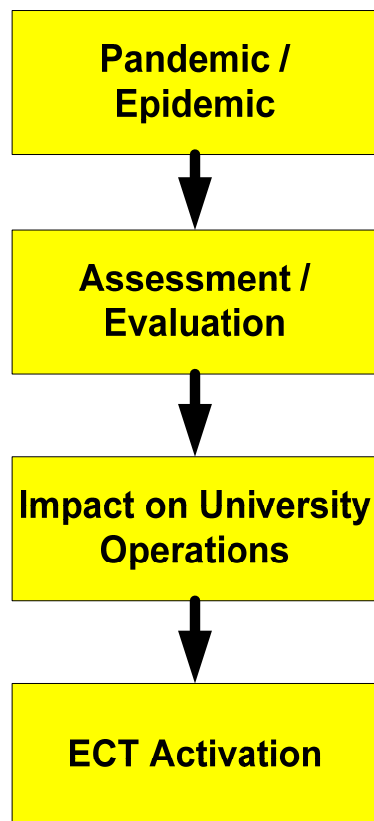 Pandemic /
Epidemic
Assessment /
Evaluation
Impact on University
Operations
ECT Activation